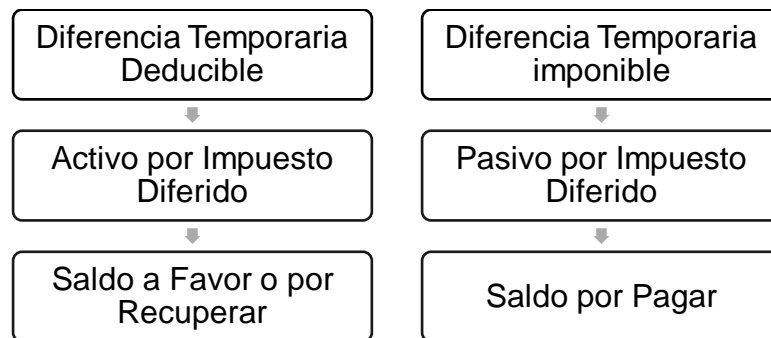 Diferencia Temporaria
Deducible
Activo por Impuesto
Diferido
Saldo a Favor o por
Recuperar
Diferencia Temporaria
imponible
Pasivo por Impuesto
Diferido
Saldo por Pagar